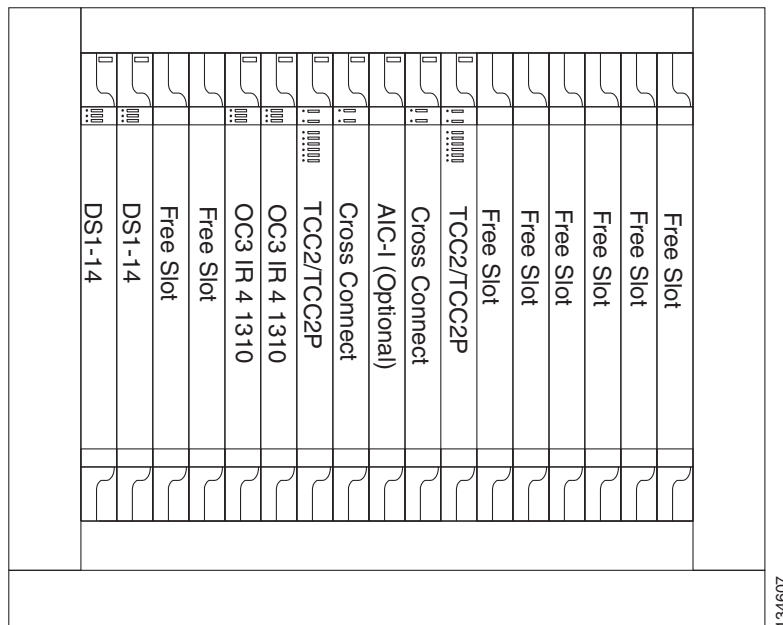 DS1-14
DS1-14
Free Slot
Free Slot
OC3 IR 4 1310
OC3 IR 4 1310
TCC2/TCC2P
Cross Connect
AIC-I (Optional)
Cross Connect
TCC2/TCC2P
Free Slot
Free Slot
Free Slot
Free Slot
Free Slot
Free Slot
134607